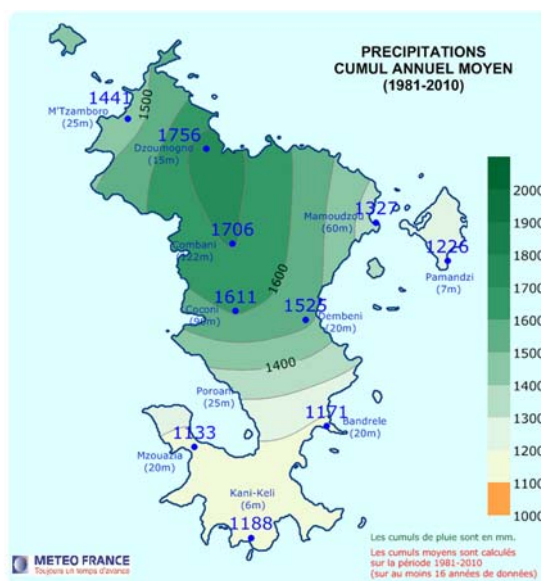 PRECIPITATIONS
CUMUL ANNUEL MOYEN
(1981-2010)
1441
M'Tzamboro
(25m)
1500
1756
Dzoumogne
(15m)
1327
Mamoudzou
(60m)
1226
Pamandzi
(7m)
1706
Combani
(122m)
1600
1611
Coconi
(90m)
1525
Dembeni
(20m)
1400
Poroani
(25m)
1171
Bandrele
(20m)
1133
Mzouazia
(20m)
Kani-Keli
(6m)
1188
2000
1900
1800
1700
1600
1500
1400
1300
1200
1100
1000
Les cumuls de pluie sont en mm.
Les cumuls moyens sont calculés
sur la période 1981-2010
(sur au moins 16 années de données)
METEO FRANCE
Toujours un temps d'avance